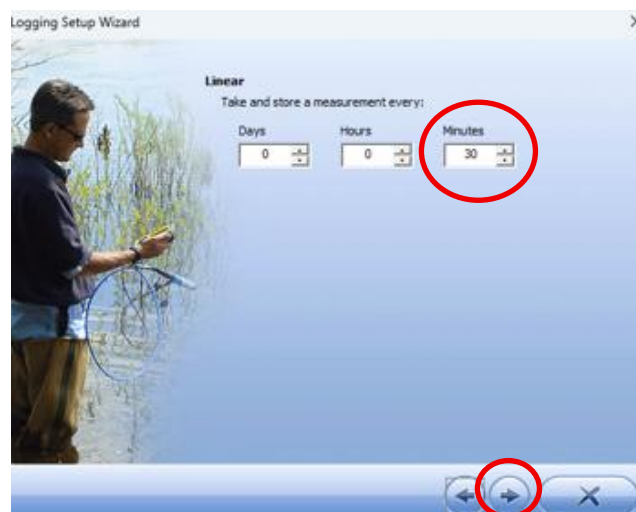 Logging Setup Wizard
Linear
Take and store a measurement every:
Days Hours Minutes
0 0 30